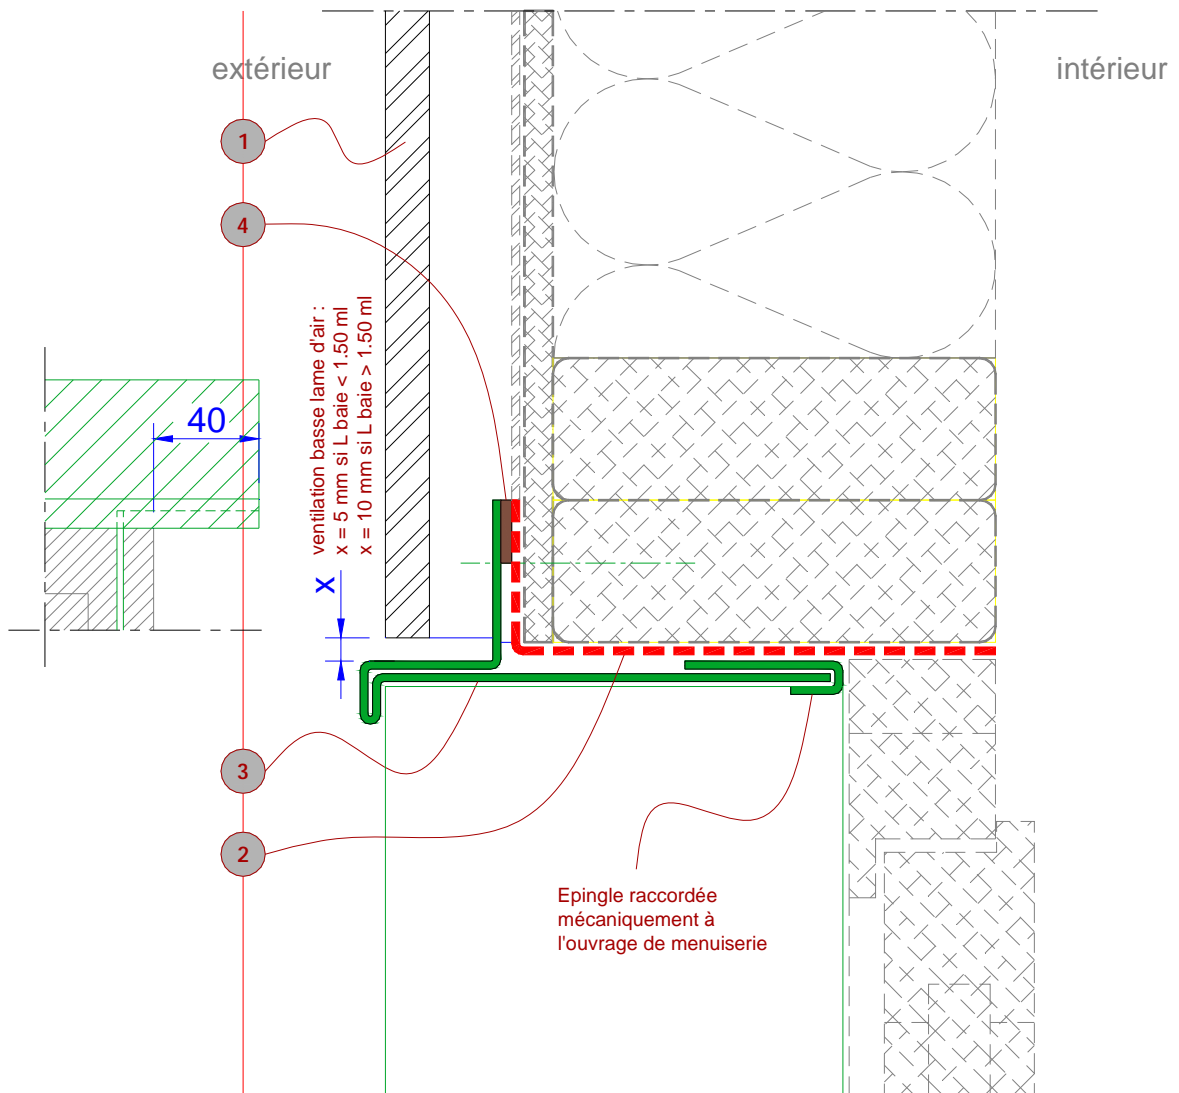 extérieur
intérieur
1
4
ventilation basse lame d'air :
x = 5 mm si L baie < 1.50 ml
x = 10 mm si L baie > 1.50 ml
40
X
3
2
Epingle raccordée
mécaniquement à
l'ouvrage de menuiserie